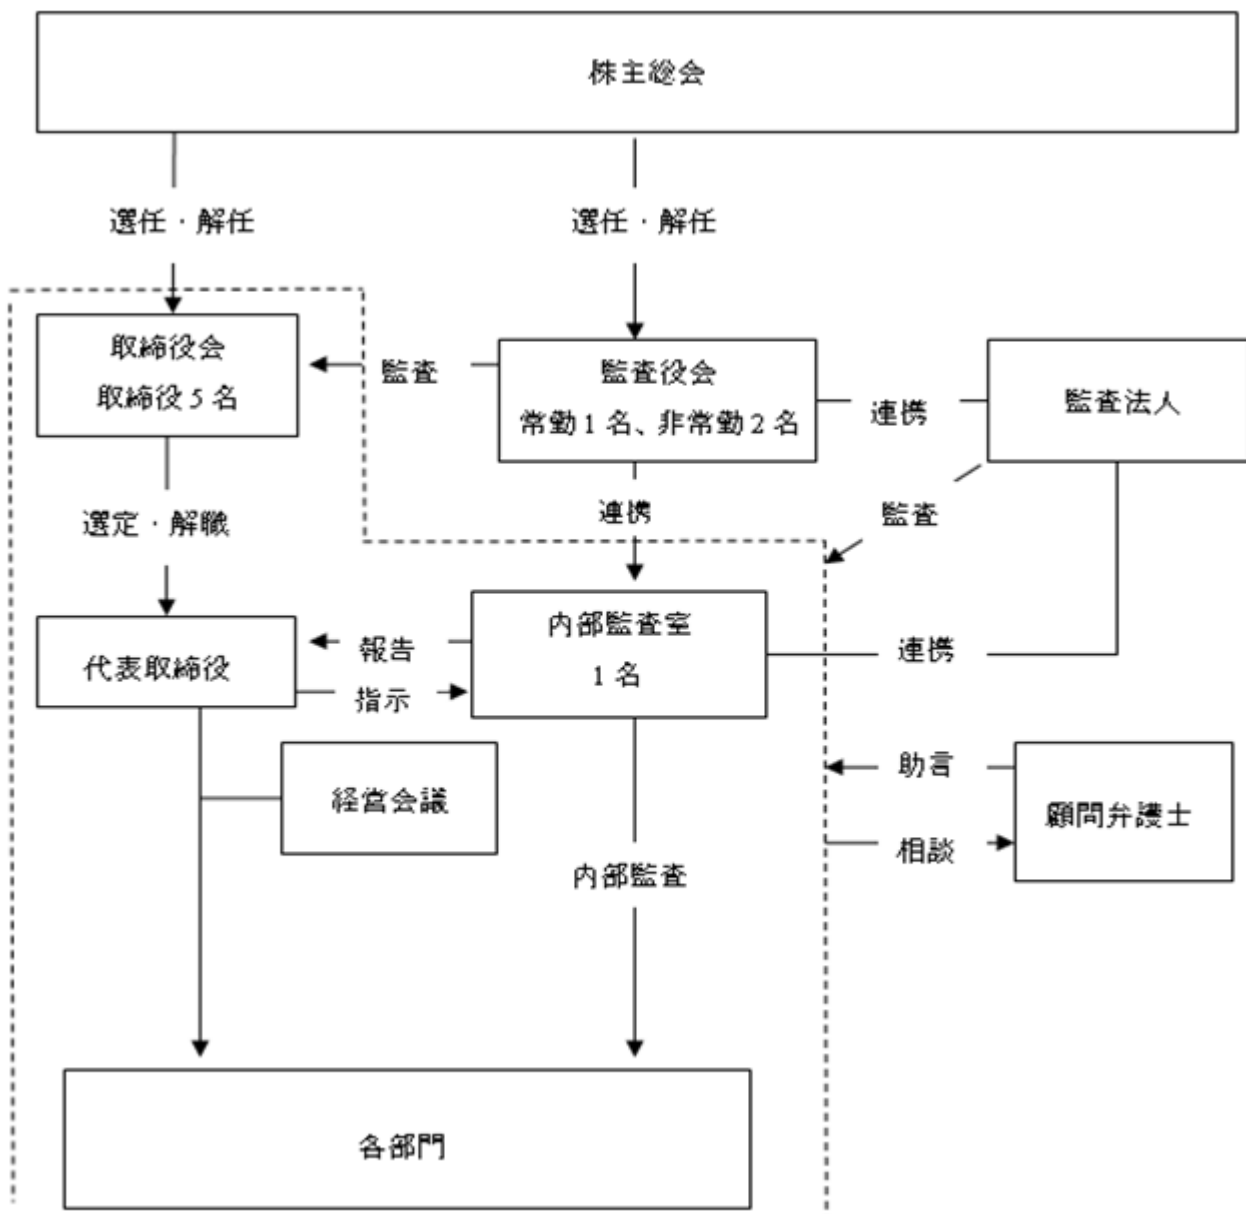 株主総会
選任・解任
選任・解任
取締役会
取締役5名
監査
監査役会
常勤1名、非常勤2名
連携
監査法人
選定・解職
連携
監査
代表取締役
報告
指示
内部監査室
1名
連携
経営会議
助言
相談
顧問弁護士
内部監査
各部門